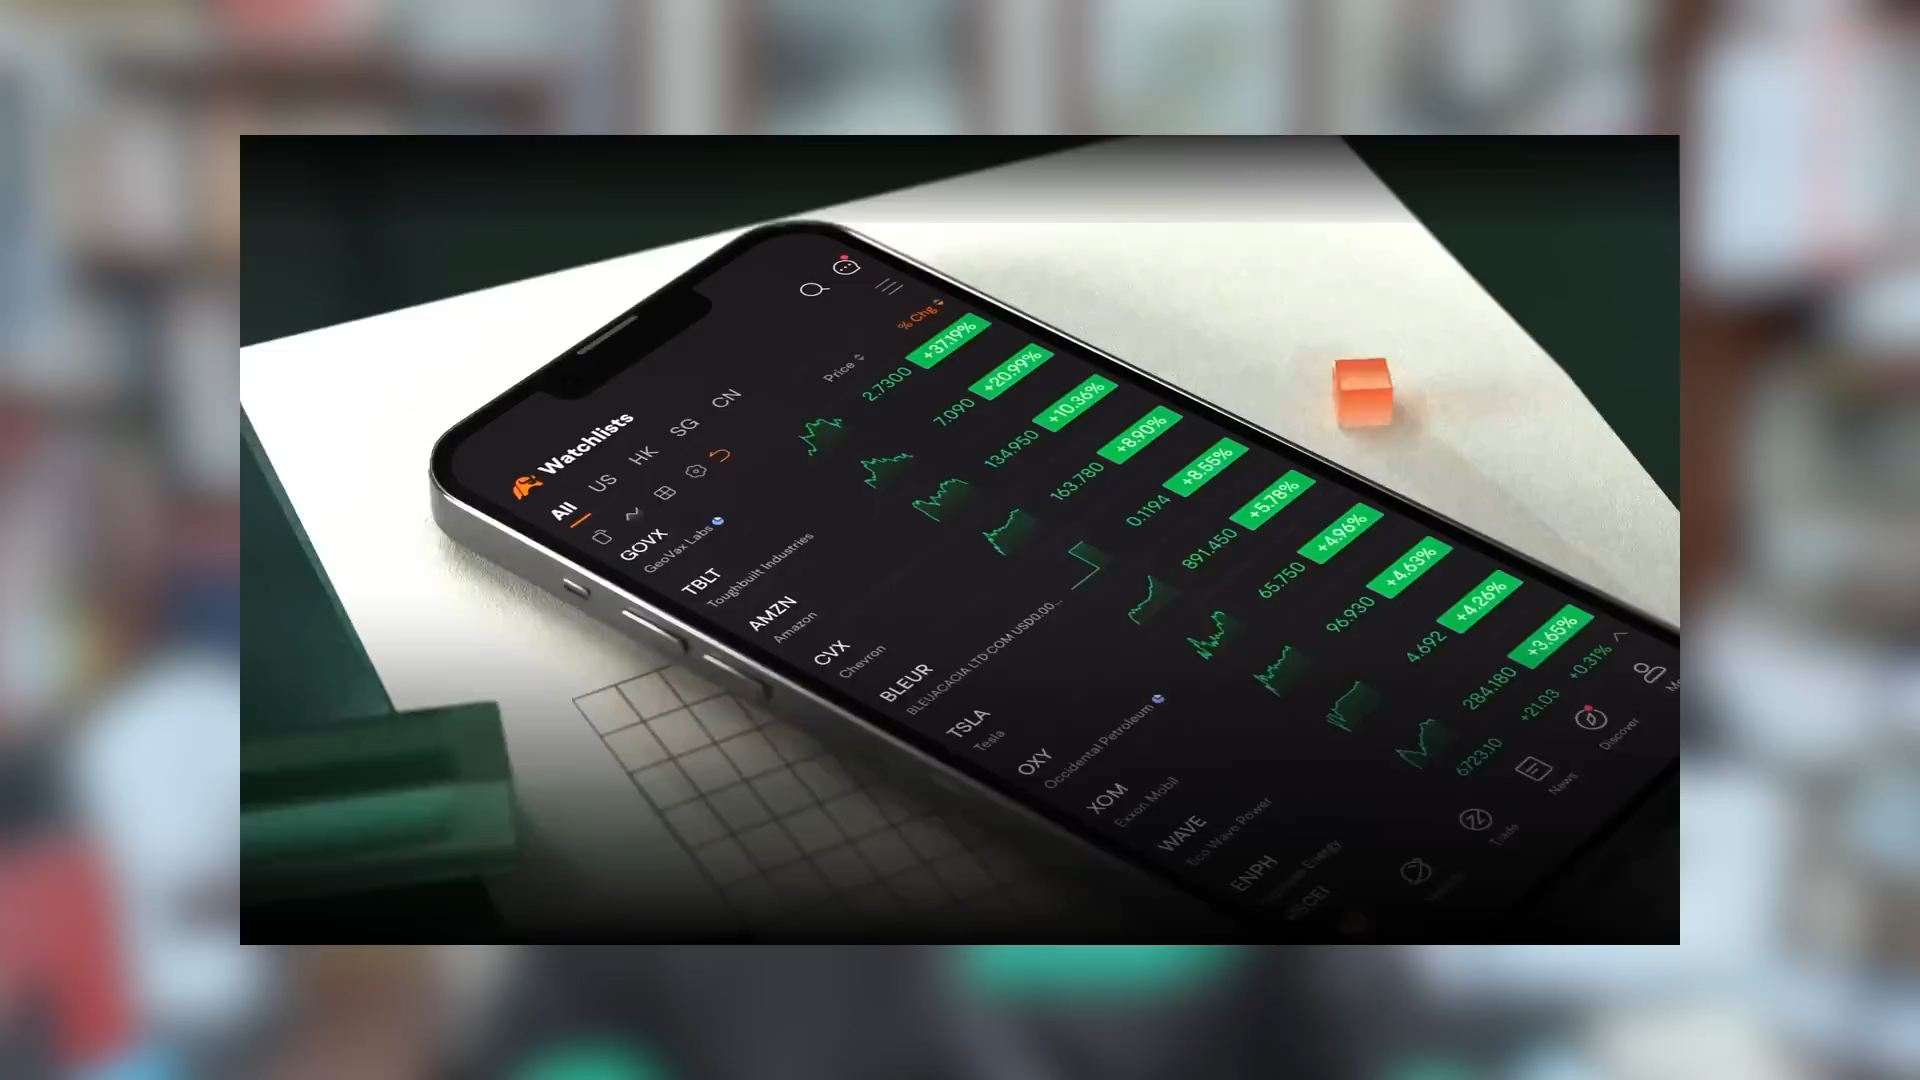 Watchlists
All US HK SG CN
Price % Chg
GOVX 2.7300 +37.19%
GeoVax Labs
TBLT 7.090 +20.99%
Toughbuilt Industries
AMZN 134.950 +10.36%
Amazon
CVX 163.780 +8.90%
Chevron
BLEUR 0.1194 +8.55%
BLEUACACIA LTD COM USD0.00...
TSLA 891.450 +5.78%
Tesla
OXY 65.750 +4.96%
Occidental Petroleum
XOM 96.930 +4.63%
Exxon Mobil
WAVE 4.692 +4.26%
Eco Wave Power
ENPH 284.180 +3.65%
Energy
6723.10 +21.03 +0.31%
Trade News Discover